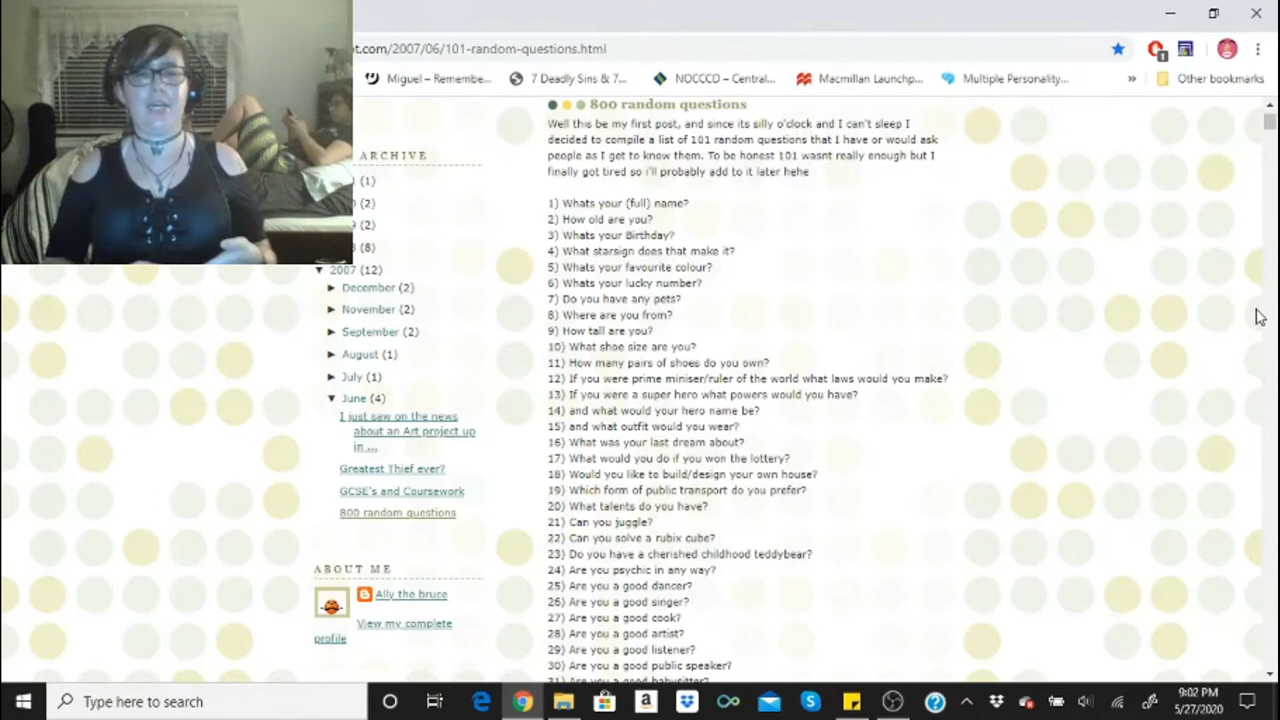 ot.com/2007/06/101-random-questions.html
1
Miguel – Remembe...
7 Deadly Sins & 7...
NOCCCD – Central...
Macmillan Launchp...
Multiple Personality...
»
Other bookmarks
800 random questions
Well this be my first post, and since its silly o'clock and I can't sleep I
decided to compile a list of 101 random questions that I have or would ask
people as I get to know them. To be honest 101 wasnt really enough but I
finally got tired so i'll probably add to it later hehe
ARCHIVE
(1)
(2)
(2)
(8)
▼ 2007 (12)
► December (2)
► November (2)
► September (2)
► August (1)
► July (1)
▼ June (4)
I just saw on the news
about an Art project up
in ...
Greatest Thief ever?
GCSE's and Coursework
800 random questions
ABOUT ME
Ally the bruce
View my complete
profile
1) Whats your (full) name?
2) How old are you?
3) Whats your Birthday?
4) What starsign does that make it?
5) Whats your favourite colour?
6) Whats your lucky number?
7) Do you have any pets?
8) Where are you from?
9) How tall are you?
10) What shoe size are you?
11) How many pairs of shoes do you own?
12) If you were prime miniser/ruler of the world what laws would you make?
13) If you were a super hero what powers would you have?
14) and what would your hero name be?
15) and what outfit would you wear?
16) What was your last dream about?
17) What would you do if you won the lottery?
18) Would you like to build/design your own house?
19) Which form of public transport do you prefer?
20) What talents do you have?
21) Can you juggle?
22) Can you solve a rubix cube?
23) Do you have a cherished childhood teddybear?
24) Are you psychic in any way?
25) Are you a good dancer?
26) Are you a good singer?
27) Are you a good cook?
28) Are you a good artist?
29) Are you a good listener?
30) Are you a good public speaker?
31) Are you a good babysitter?
Type here to search
9:02 PM
5/27/2020